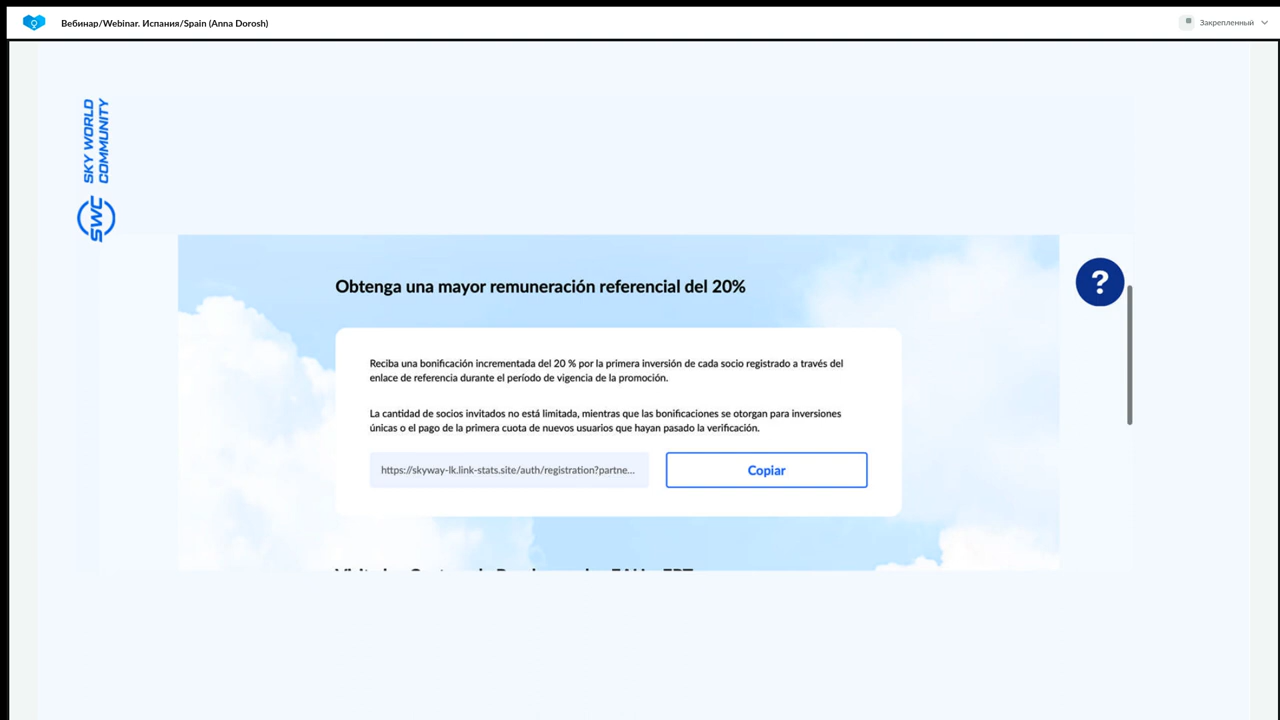 Вебинар/Webinar. Испания/Spain (Anna Dorosh)
Закрепленный
SKY WORLD
COMMUNITY
SWC
Obtenga una mayor remuneración referencial del 20%
?
Reciba una bonificación incrementada del 20 % por la primera inversión de cada socio registrado a través del
enlace de referencia durante el período de vigencia de la promoción.
La cantidad de socios invitados no está limitada, mientras que las bonificaciones se otorgan para inversiones
únicas o el pago de la primera cuota de nuevos usuarios que hayan pasado la verificación.
https://skyway-lk.link-stats.site/auth/registration?partne...
Copiar